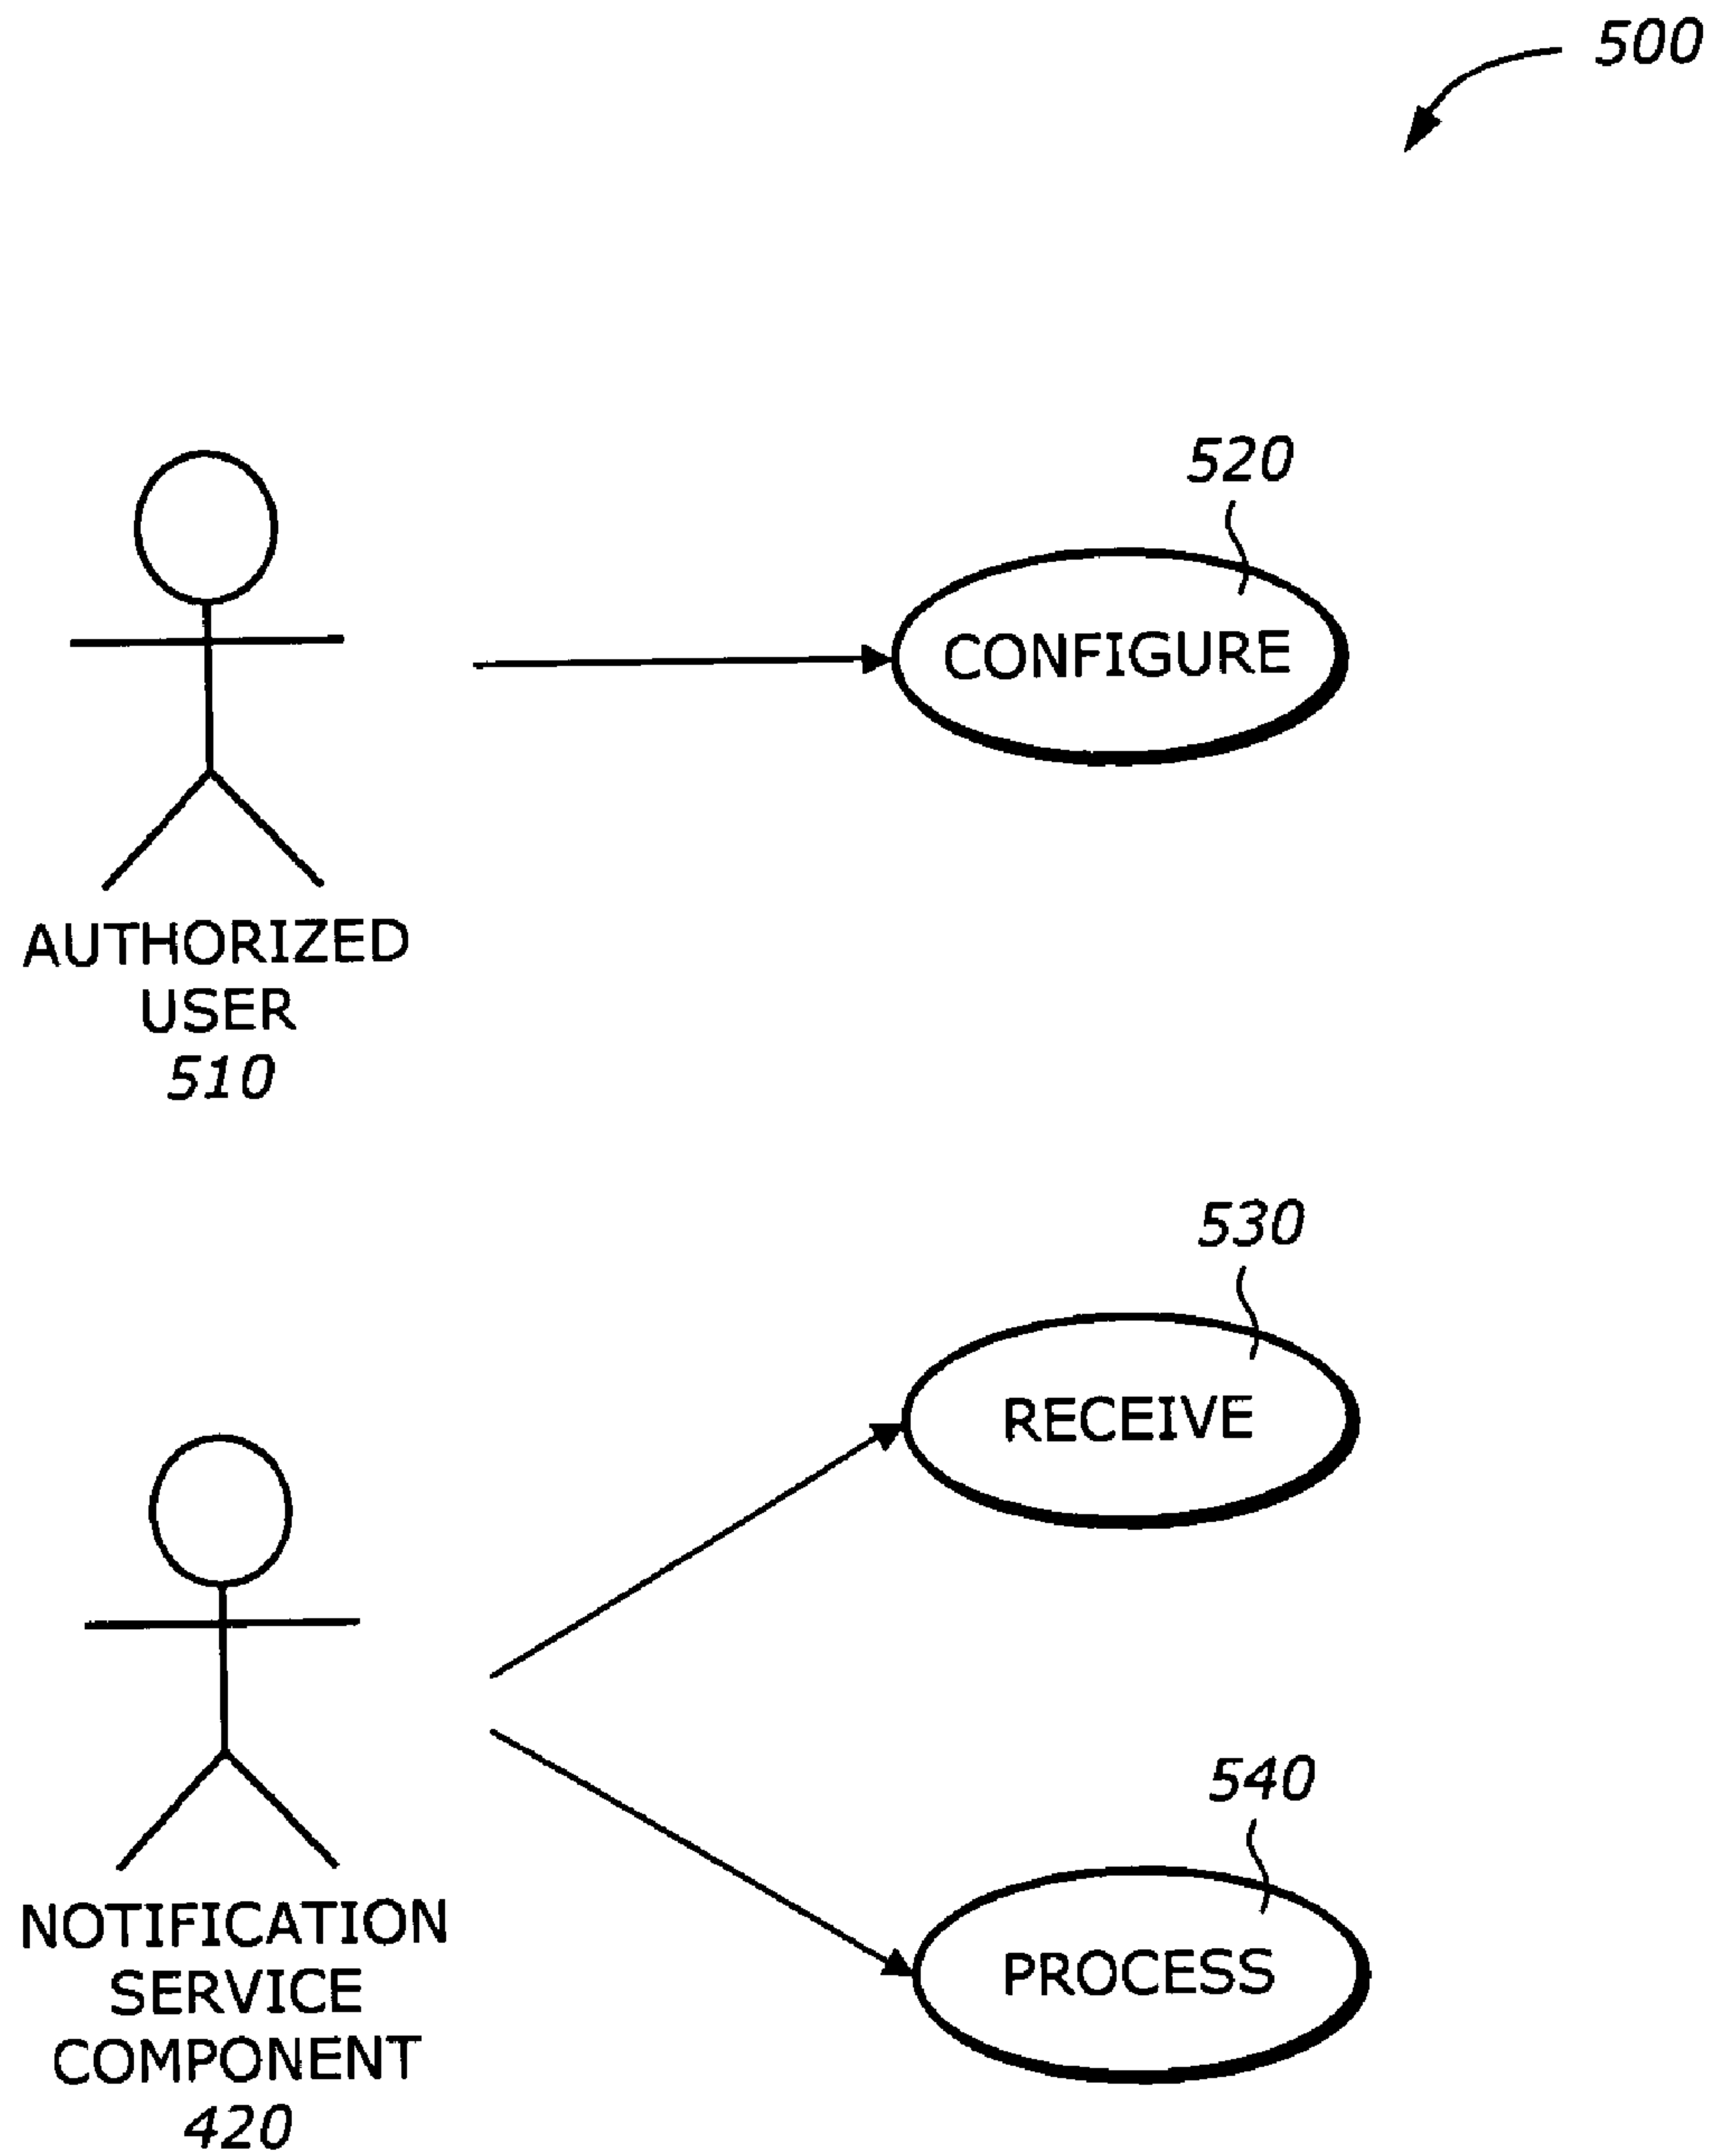 500
520
CONFIGURE
AUTHORIZED
USER
510
530
RECEIVE
540
PROCESS
NOTIFICATION
SERVICE
COMPONENT
420